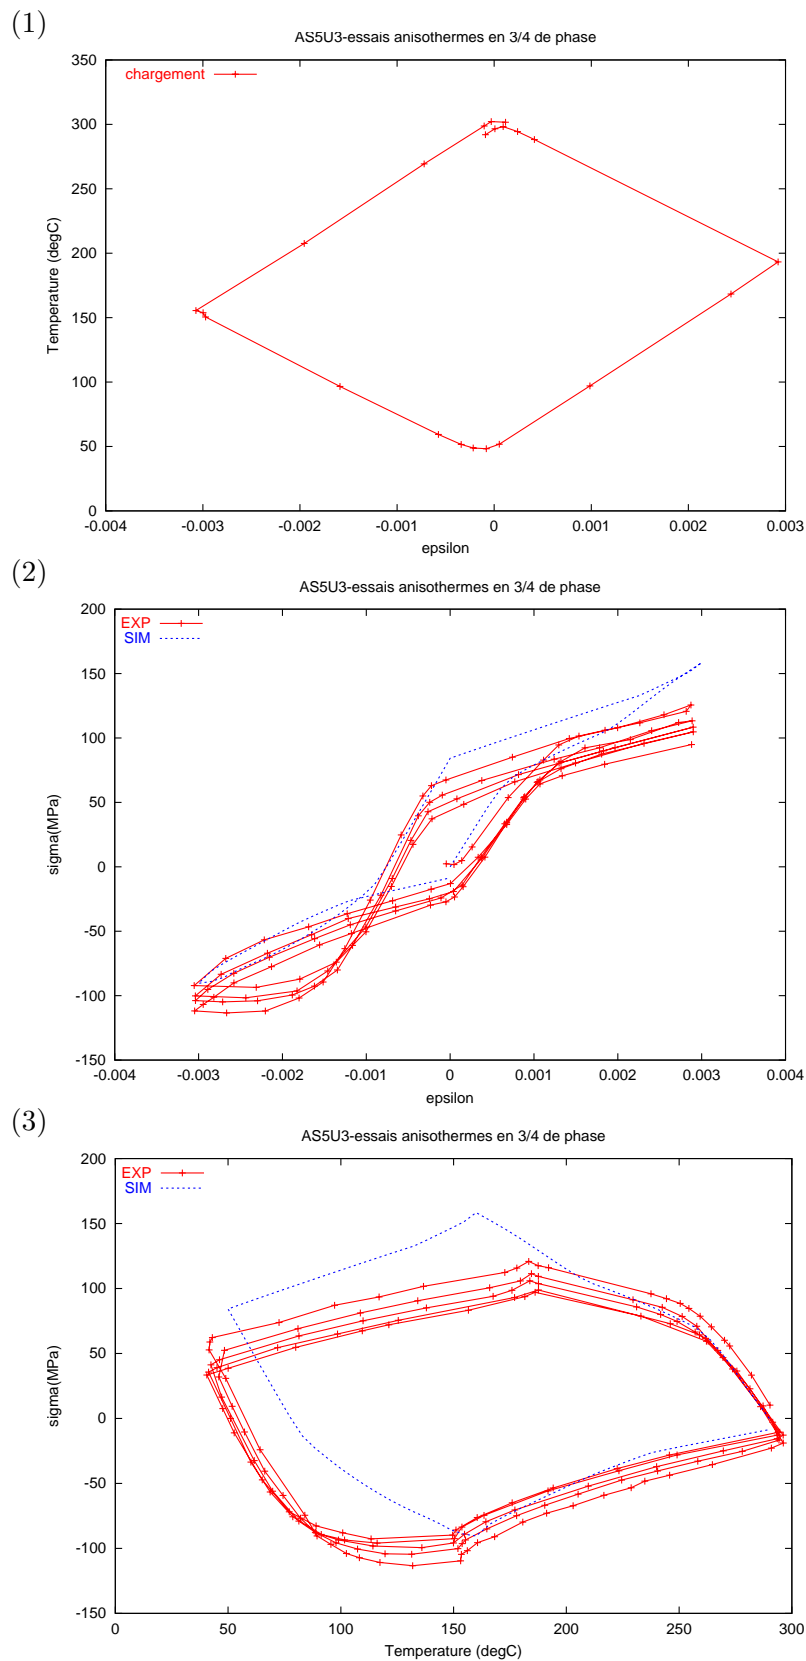 (1)
AS5U3-essais anisothermes en 3/4 de phase
350
chargement
300
250
200
150
100
50
0
Temperature (degC)
-0.004 -0.003 -0.002 -0.001 0 0.001 0.002 0.003
epsilon
(2)
AS5U3-essais anisothermes en 3/4 de phase
200
EXP
SIM
150
100
50
0
-50
-100
-150
sigma(MPa)
-0.004 -0.003 -0.002 -0.001 0 0.001 0.002 0.003 0.004
epsilon
(3)
AS5U3-essais anisothermes en 3/4 de phase
200
EXP
SIM
150
100
50
0
-50
-100
-150
sigma(MPa)
0 50 100 150 200 250 300
Temperature (degC)